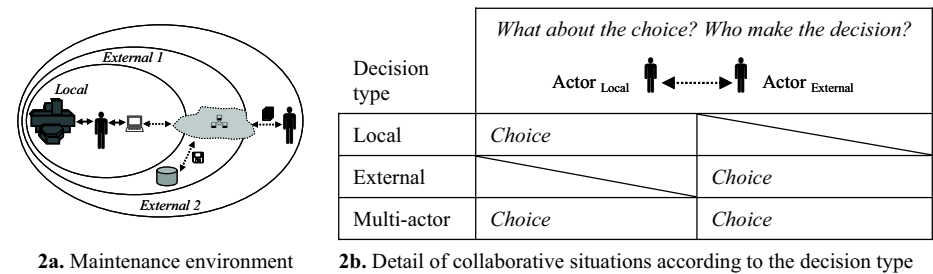 External 1
Local
External 2
2a. Maintenance environment
What about the choice? Who make the decision?
Decision
type
Actor Local
Actor External
Local
Choice
External
Choice
Multi-actor
Choice
Choice
2b. Detail of collaborative situations according to the decision type